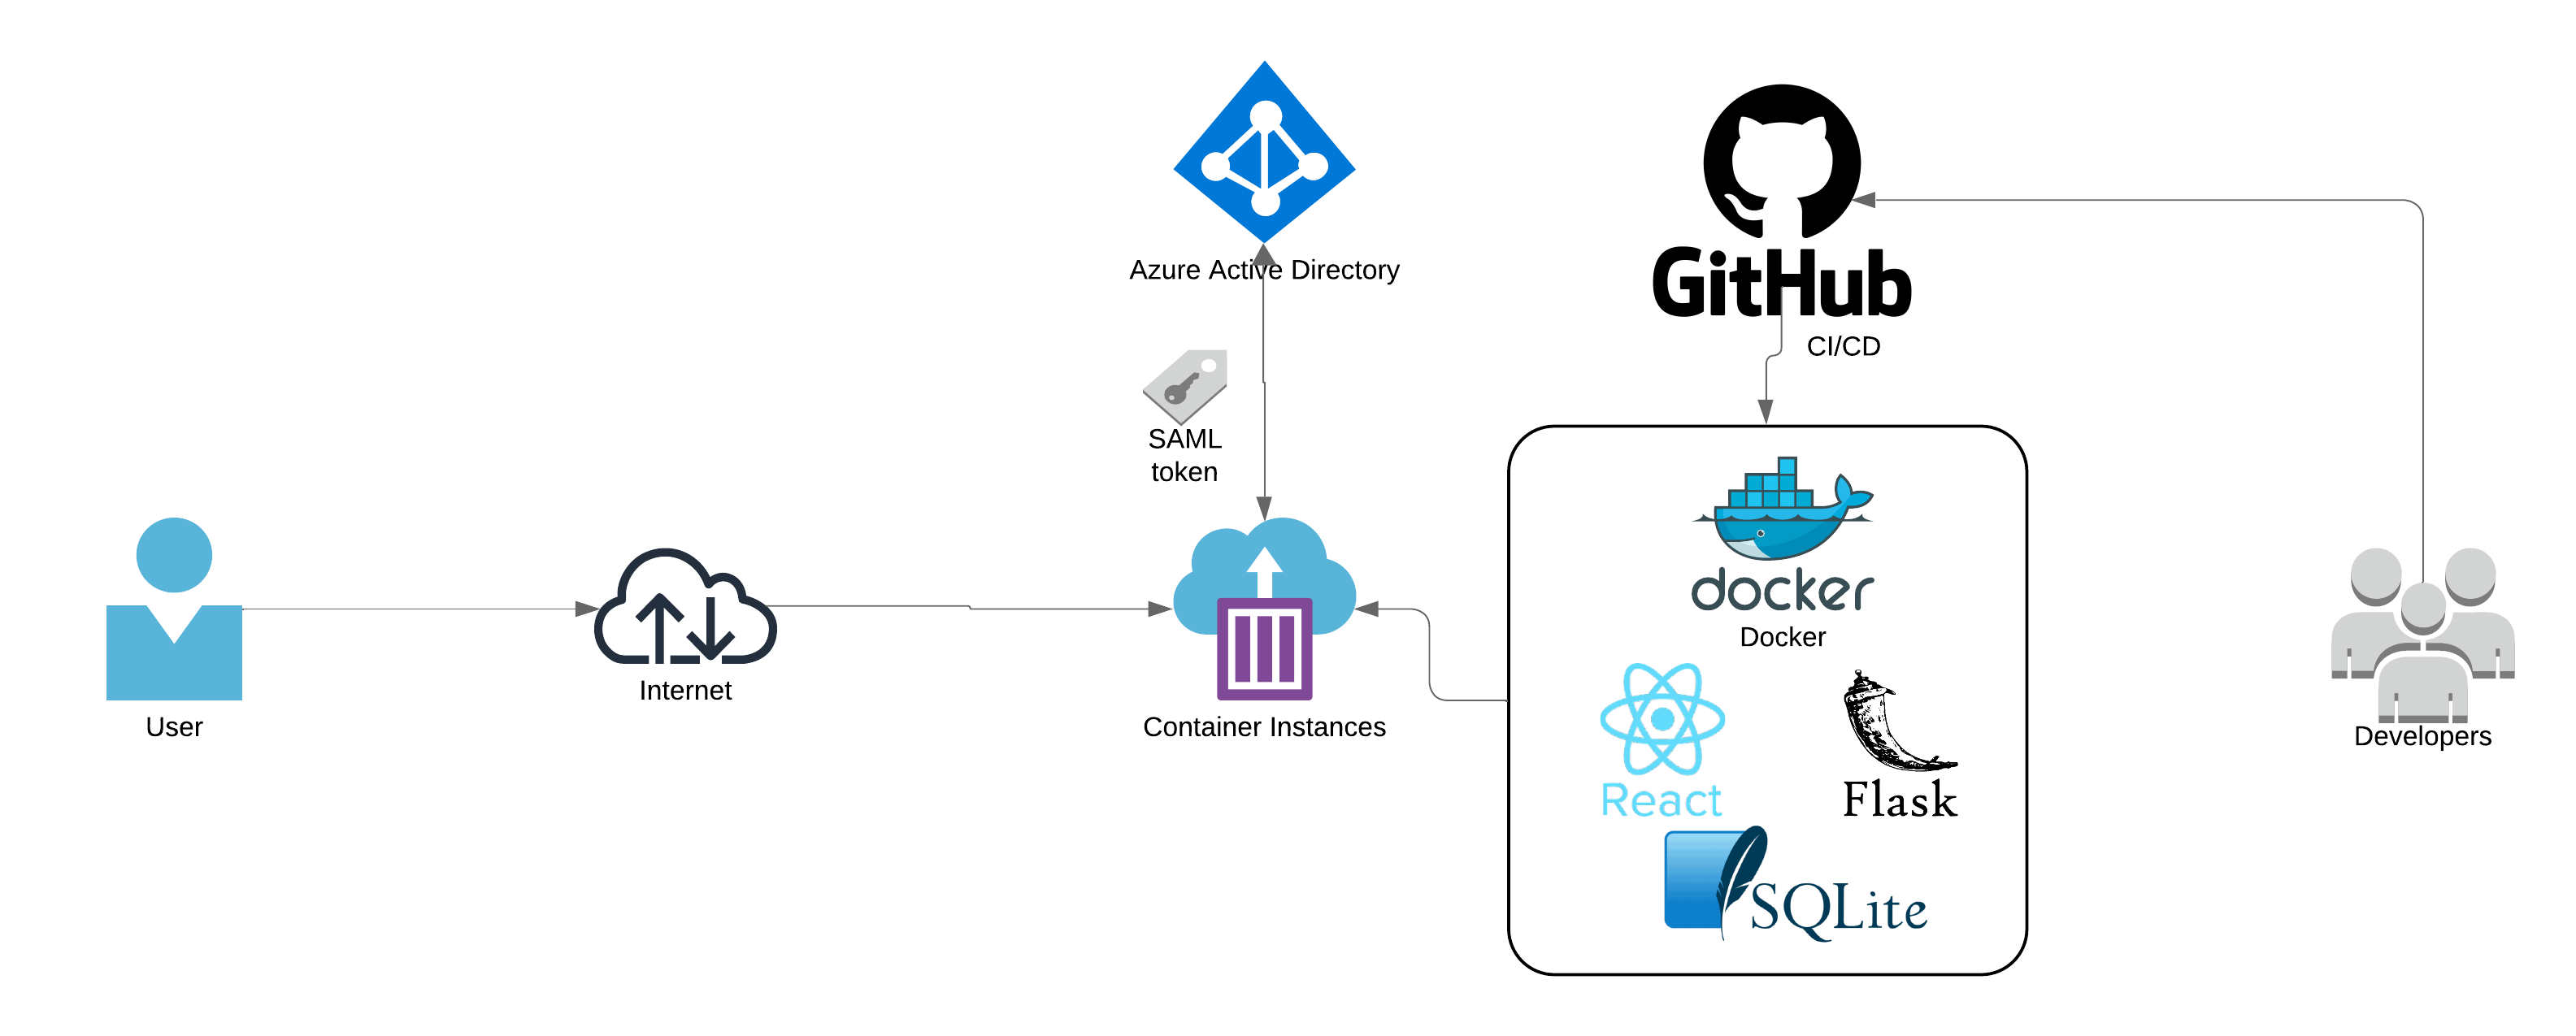 Azure Active Directory
GitHub
CI/CD
SAML
token
docker
Docker
User
Internet
Container Instances
React
Flask
SQLite
Developers